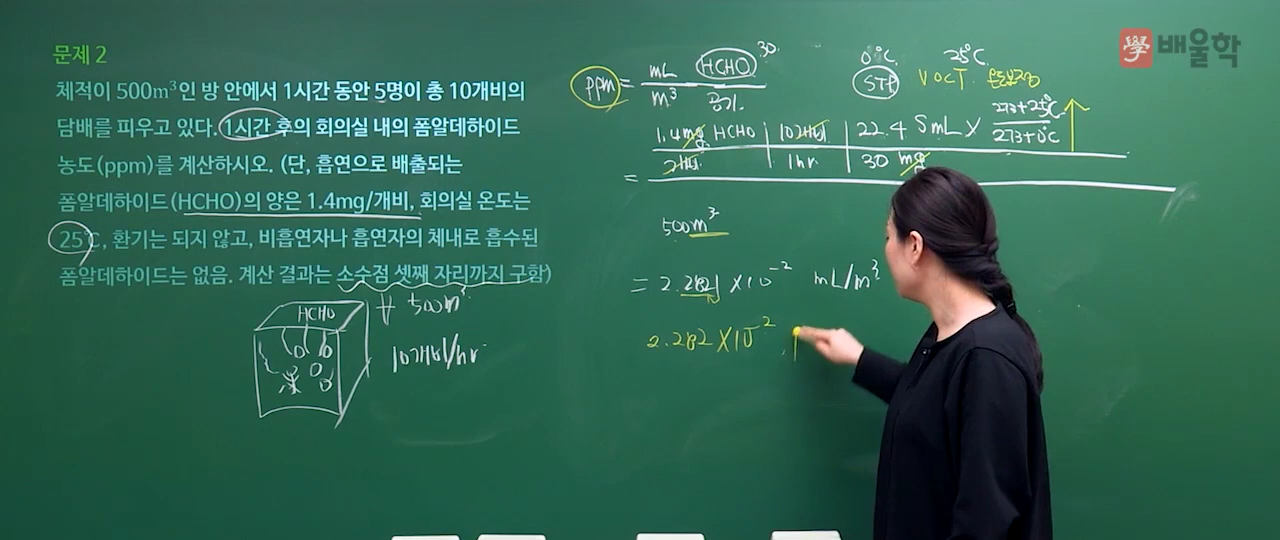 문제 2
체적이 500m³인 방 안에서 1시간 동안 5명이 총 10개비의
담배를 피우고 있다. 1시간 후의 회의실 내의 폼알데하이드
농도(ppm)를 계산하시오. (단, 흡연으로 배출되는
폼알데하이드(HCHO)의 양은 1.4mg/개비, 회의실 온도는
25℃, 환기는 되지 않고, 비흡연자나 흡연자의 체내로 흡수된
폼알데하이드는 없음. 계산 결과는 소수점 셋째 자리까지 구함)
HCHO
∀ 500m³
10개비/hr
學 배울학
ppm = mL HCHO 30
m³ 공기
0℃ 25℃
STP V∝T 온도보정
1.4mg HCHO 10개비 22.4 SmL × 273+25℃
273+0℃
개비 1hr 30 mg
=
500m³
= 2.2821 × 10⁻² mL/m³
2.282 × 10⁻²